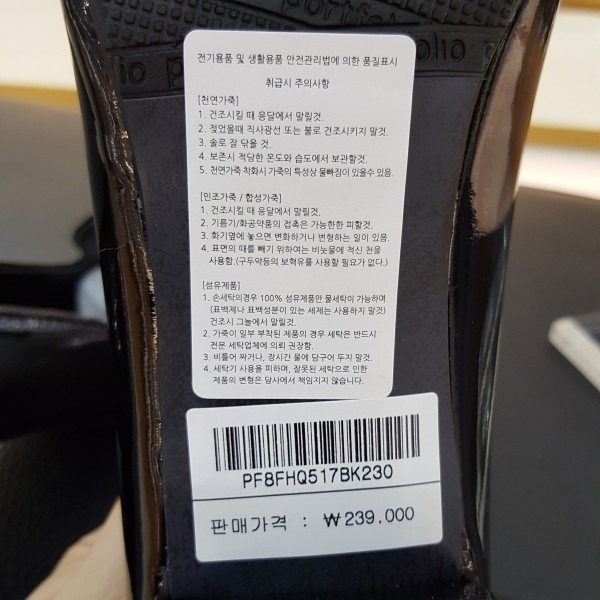 portfolio
olio
olio po
전기용품 및 생활용품 안전관리법에 의한 품질표시
취급시 주의사항
[천연가죽]
1. 건조시킬 때 응달에서 말릴것.
2. 젖었을때 직사광선 또는 불로 건조시키지 말것.
3. 솔로 잘 닦을 것.
4. 보존시 적당한 온도와 습도에서 보관할것.
5. 천연가죽 착화시 가죽의 특성상 물빠짐이 있을수 있음.
[인조가죽 / 합성가죽]
1. 건조시킬 때 응달에서 말릴것.
2. 기름기/화공약품의 접촉은 가능한한 피할것.
3. 화기옆에 놓으면 변화하거나 변형하는 일이 있음.
4. 표면의 때를 빼기 위하여는 비눗물에 적신 천을
사용함.(구두약등의 보혁유를 사용할 필요가 없다.)
[섬유제품]
1. 손세탁의경우 100% 섬유제품만 물세탁이 가능하며
(표백제나 표백성분이 있는 세제는 사용하지 말것)
건조시 그늘에서 말릴것.
2. 가죽이 일부 부착된 제품의 경우 세탁은 반드시
전문 세탁업체에 의뢰 권장함.
3. 비틀어 짜거나, 장시간 물에 담구어 두지 말것.
4. 세탁기 사용을 피하며, 잘못된 세탁으로 인한
제품의 변형은 당사에서 책임지지 않습니다.
PF8FHQ517BK230
판매가격 : ₩239.000